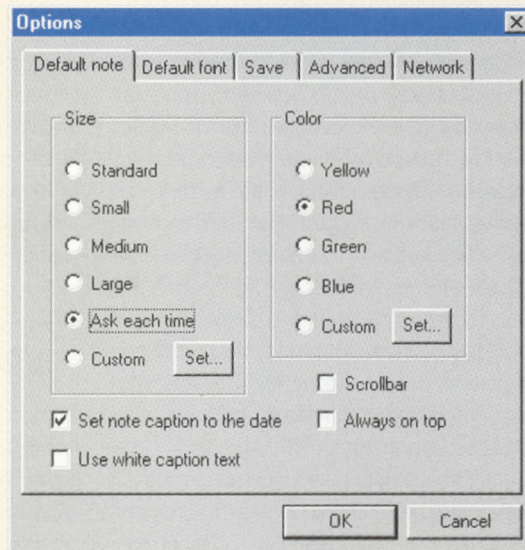 Options
Default note Default font Save Advanced Network
Size
Standard
Small
Medium
Large
Ask each time
Custom Set...
Color
Yellow
Red
Green
Blue
Custom Set...
Scrollbar
Set note caption to the date
Always on top
Use white caption text
OK Cancel